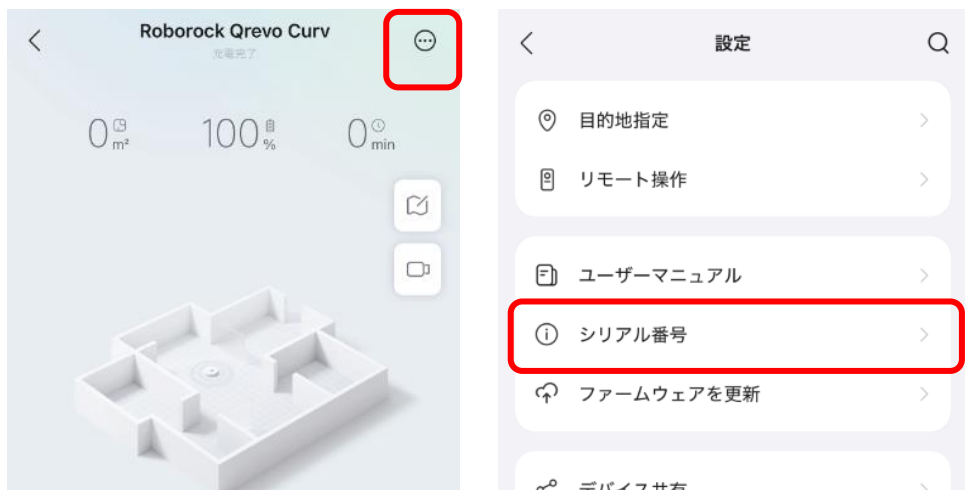 Roborock Qrevo Curv
充電完了
0 m²
100 %
0 min
設定
目的地指定
リモート操作
ユーザーマニュアル
シリアル番号
ファームウェアを更新
デバイス共有